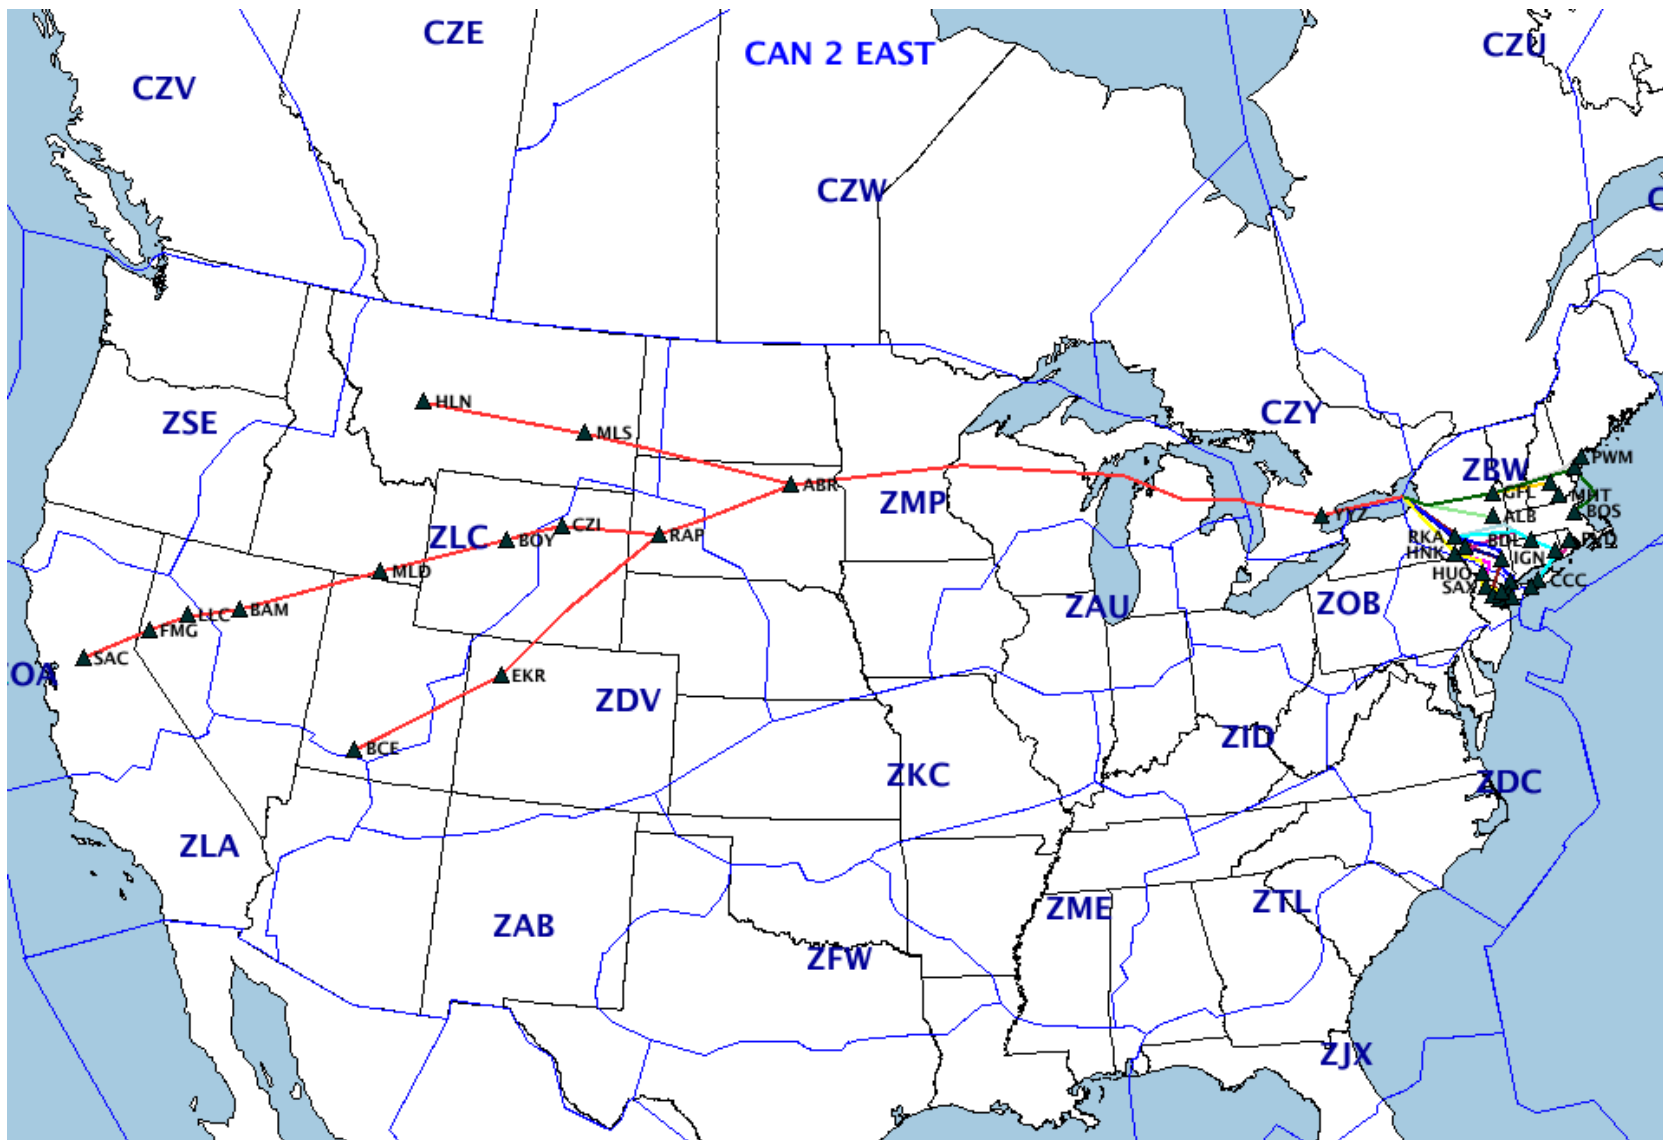 CZE
CAN 2 EAST
CZU
CZV
CZW
C
HLN
CZY
ZSE
MLS
PWM
ZBW
ABR
GFL
MHT
ZMP
BOS
YYZ
ALB
CZI
ZLC
BOY
RAP
RKA
BDL
PVD
HNK
IGN
MLD
HUO
CCC
SAX
LLC
BAM
ZAU
ZOB
FMG
SAC
OA
EKR
ZDV
BCE
ZID
ZKC
ZDC
ZLA
ZME
ZTL
ZAB
ZFW
ZJX